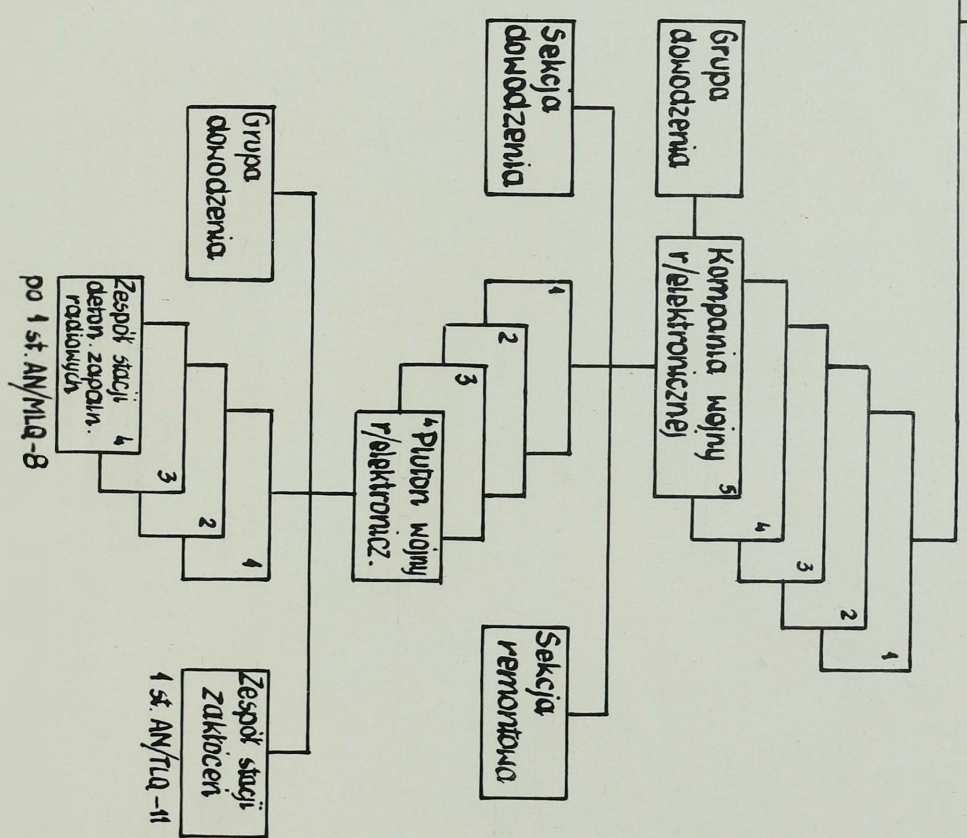 1
2
3
4
5
Grupa
dowodzenia
Kompania wojny
r/elektronicznej
Sekcja
dowodzenia
1
2
3
4
Pluton wojny
r/elektronicz.
Sekcja
remontowa
Grupa
dowodzenia
1
2
3
4
Zespół stacji
deton. zapaln.
radiowych
po 1 st. AN/MLQ-8
Zespół stacji
zakłóceń
1 st. AN/TLQ-11